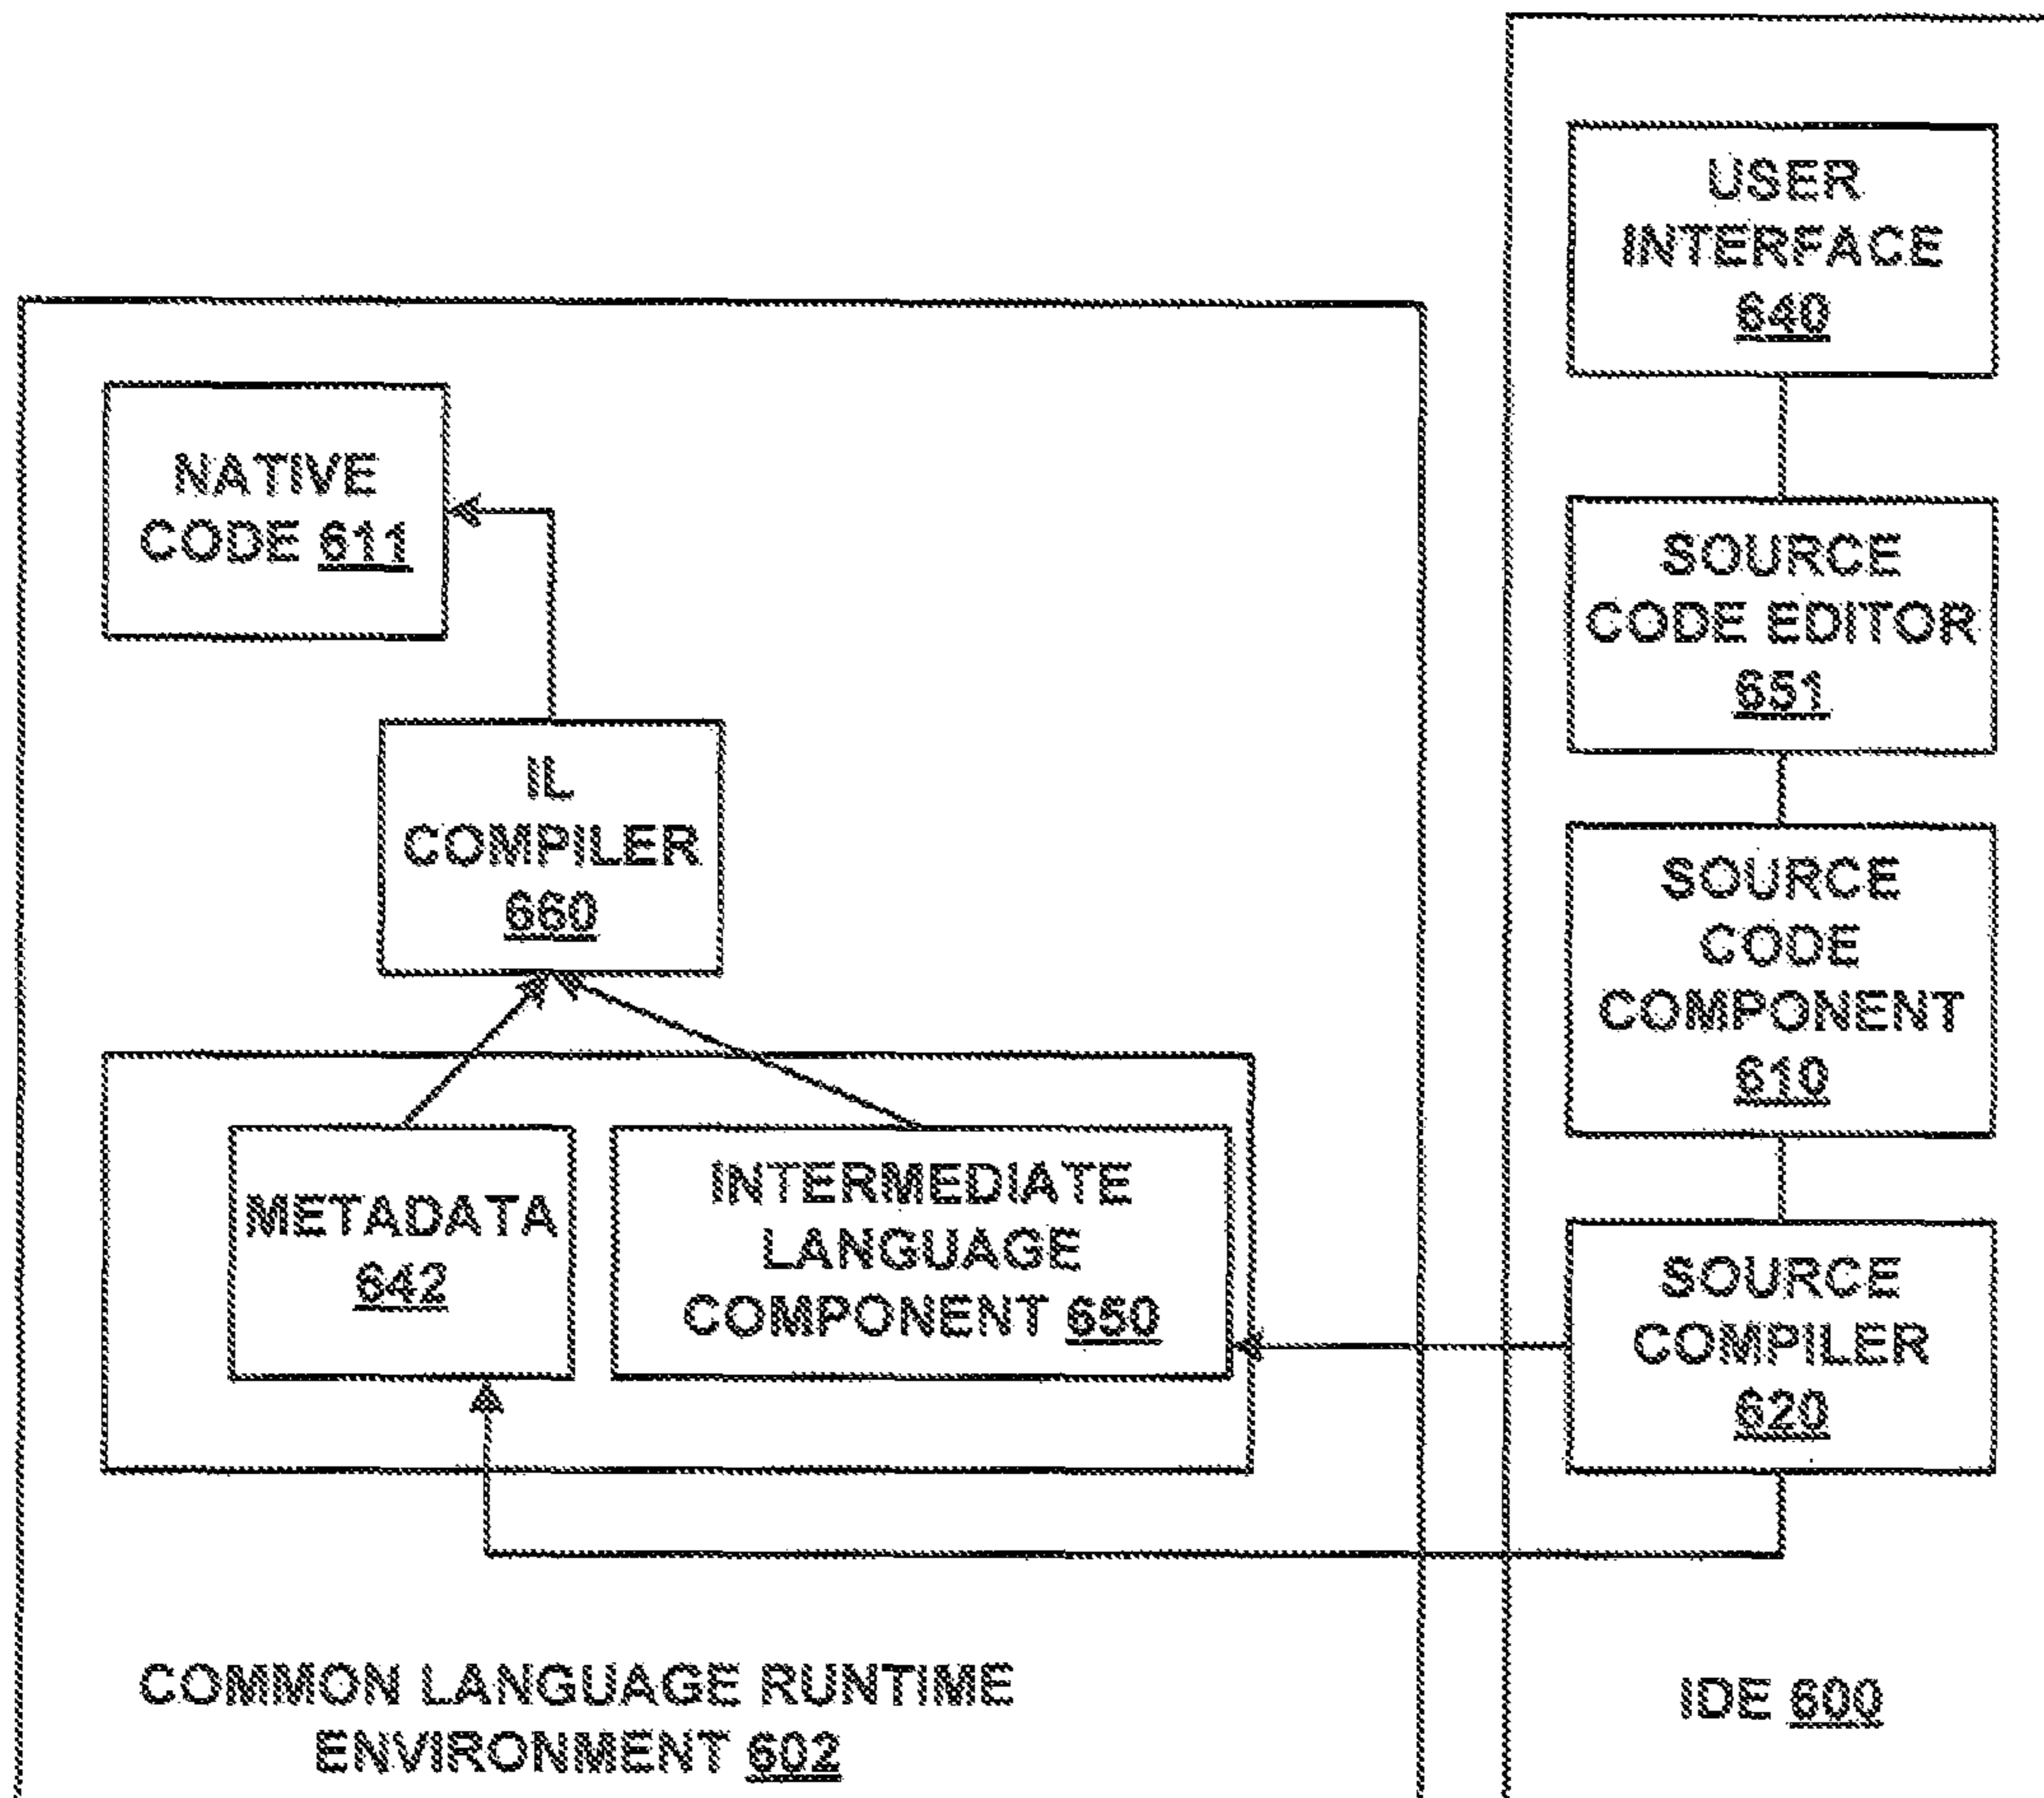 USER
INTERFACE
640
NATIVE
CODE 611
SOURCE
CODE EDITOR
651
IL
COMPILER
660
SOURCE
CODE
COMPONENT
610
METADATA
642
INTERMEDIATE
LANGUAGE
COMPONENT 650
SOURCE
COMPILER
620
COMMON LANGUAGE RUNTIME
ENVIRONMENT 602
IDE 600